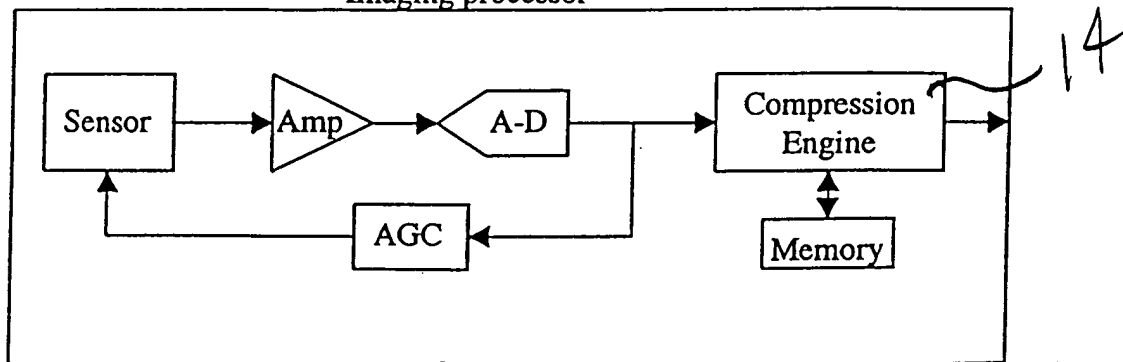 Imaging processor
14
Sensor
Amp
A-D
Compression
Engine
AGC
Memory